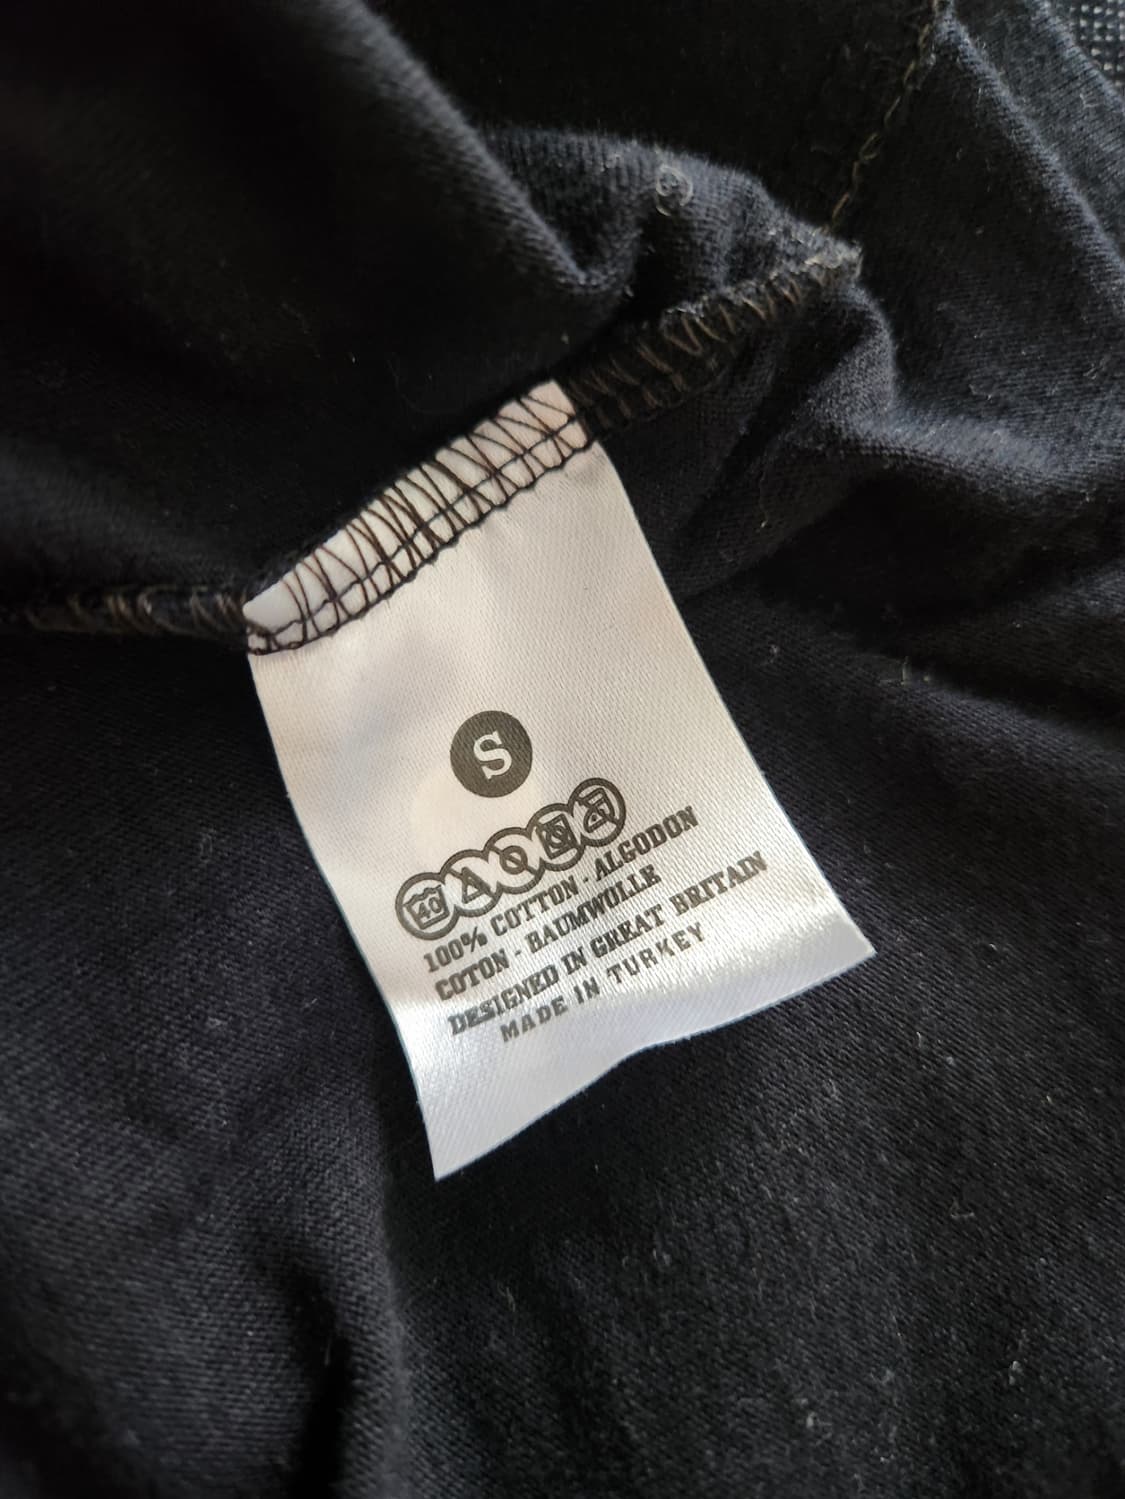 S
40
100% COTTON - ALGODON
COTON - BAUMWOLLE
DESIGNED IN GREAT BRITAIN
MADE IN TURKEY